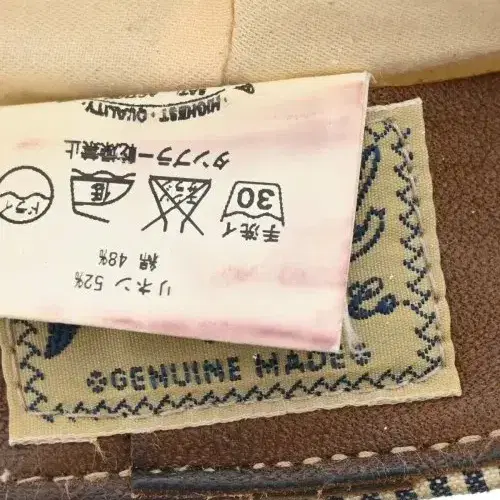 リネン 52%
綿 48%
手洗イ
30
低
ドライ
タンブラー乾燥禁止
· HIGHEST · QUALITY ·
GENUINE MADE